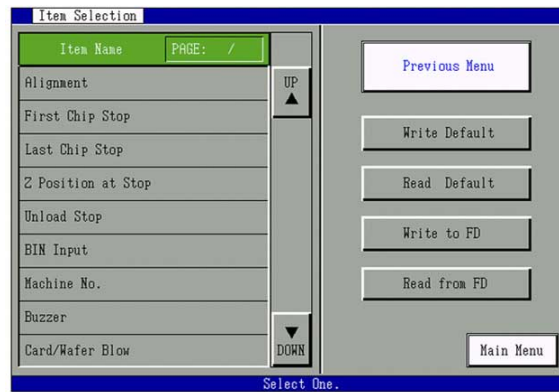 Item Selection
Item Name PAGE: /
Alignment
First Chip Stop
Last Chip Stop
Z Position at Stop
Unload Stop
BIN Input
Machine No.
Buzzer
Card/Wafer Blow
UP
DOWN
Previous Menu
Write Default
Read Default
Write to FD
Read from FD
Main Menu
Select One.